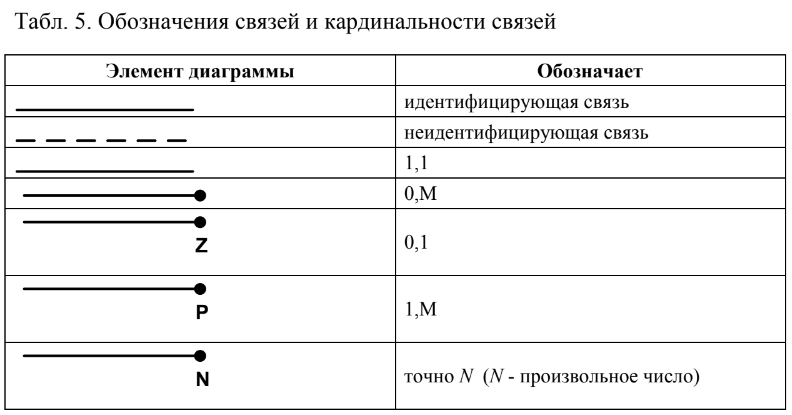 Табл. 5. Обозначения связей и кардинальности связей
Элемент диаграммы Обозначает
идентифицирующая связь
неидентифицирующая связь
1,1
0,М
Z 0,1
P 1,М
N точно N (N - произвольное число)